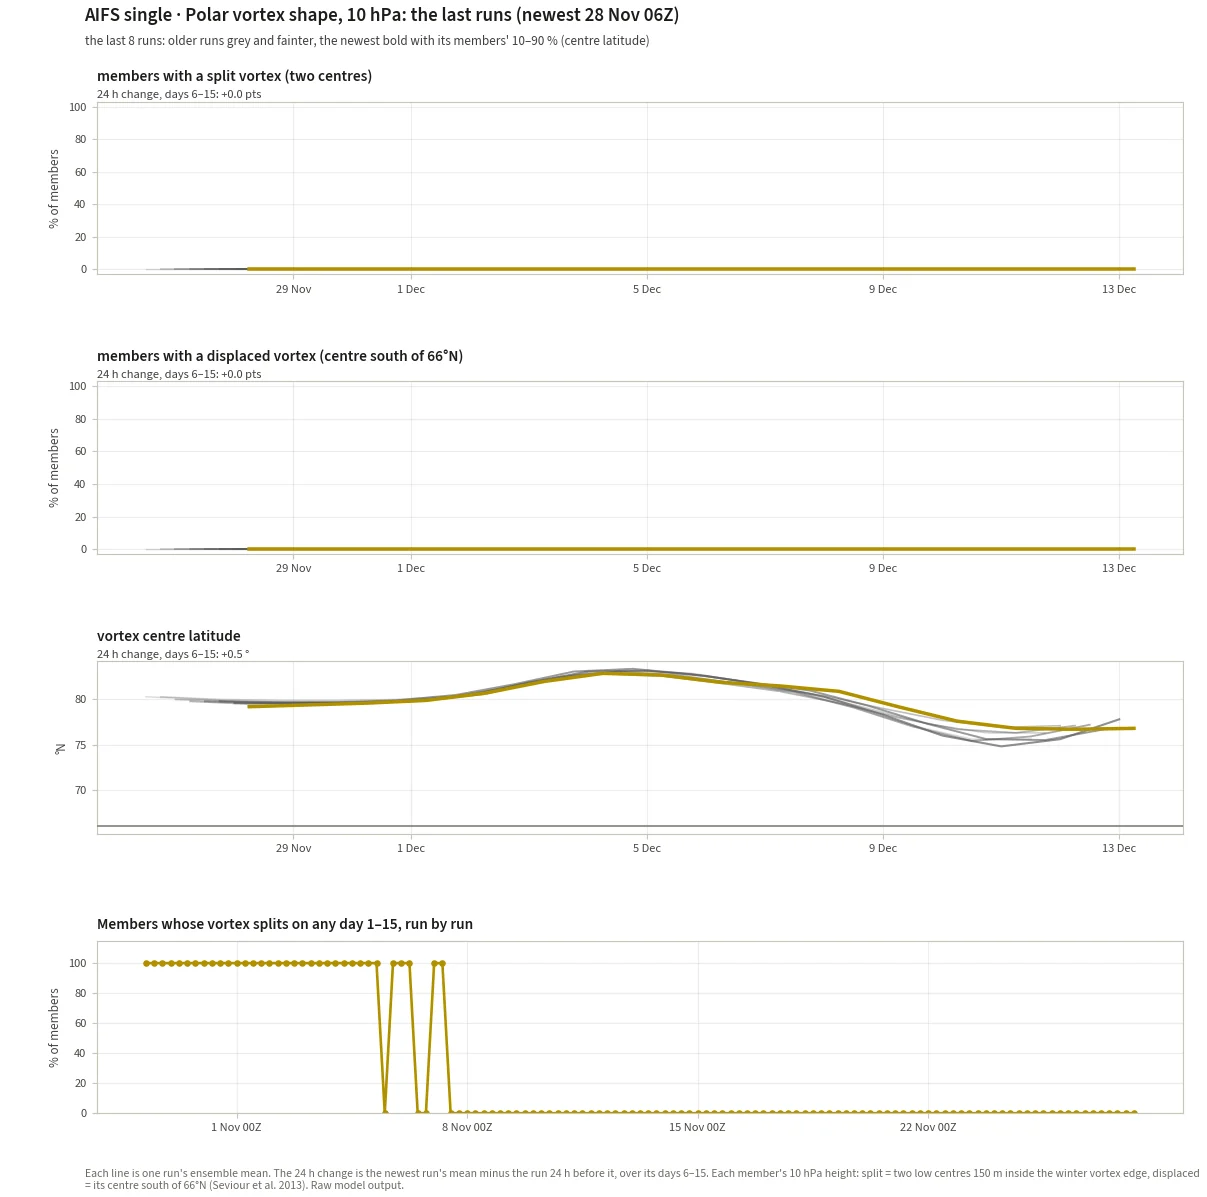 AIFS single · Polar vortex shape, 10 hPa: the last runs (newest 28 Nov 06Z)
the last 8 runs: older runs grey and fainter, the newest bold with its members' 10–90 % (centre latitude)
members with a split vortex (two centres)
24 h change, days 6–15: +0.0 pts
100
80
60
40
20
0
% of members
29 Nov 1 Dec 5 Dec 9 Dec 13 Dec
members with a displaced vortex (centre south of 66°N)
24 h change, days 6–15: +0.0 pts
100
80
60
40
20
0
% of members
29 Nov 1 Dec 5 Dec 9 Dec 13 Dec
vortex centre latitude
24 h change, days 6–15: +0.5 °
80
75
70
°N
29 Nov 1 Dec 5 Dec 9 Dec 13 Dec
Members whose vortex splits on any day 1–15, run by run
100
80
60
40
20
0
% of members
1 Nov 00Z 8 Nov 00Z 15 Nov 00Z 22 Nov 00Z
Each line is one run's ensemble mean. The 24 h change is the newest run's mean minus the run 24 h before it, over its days 6–15. Each member's 10 hPa height: split = two low centres 150 m inside the winter vortex edge, displaced
= its centre south of 66°N (Seviour et al. 2013). Raw model output.